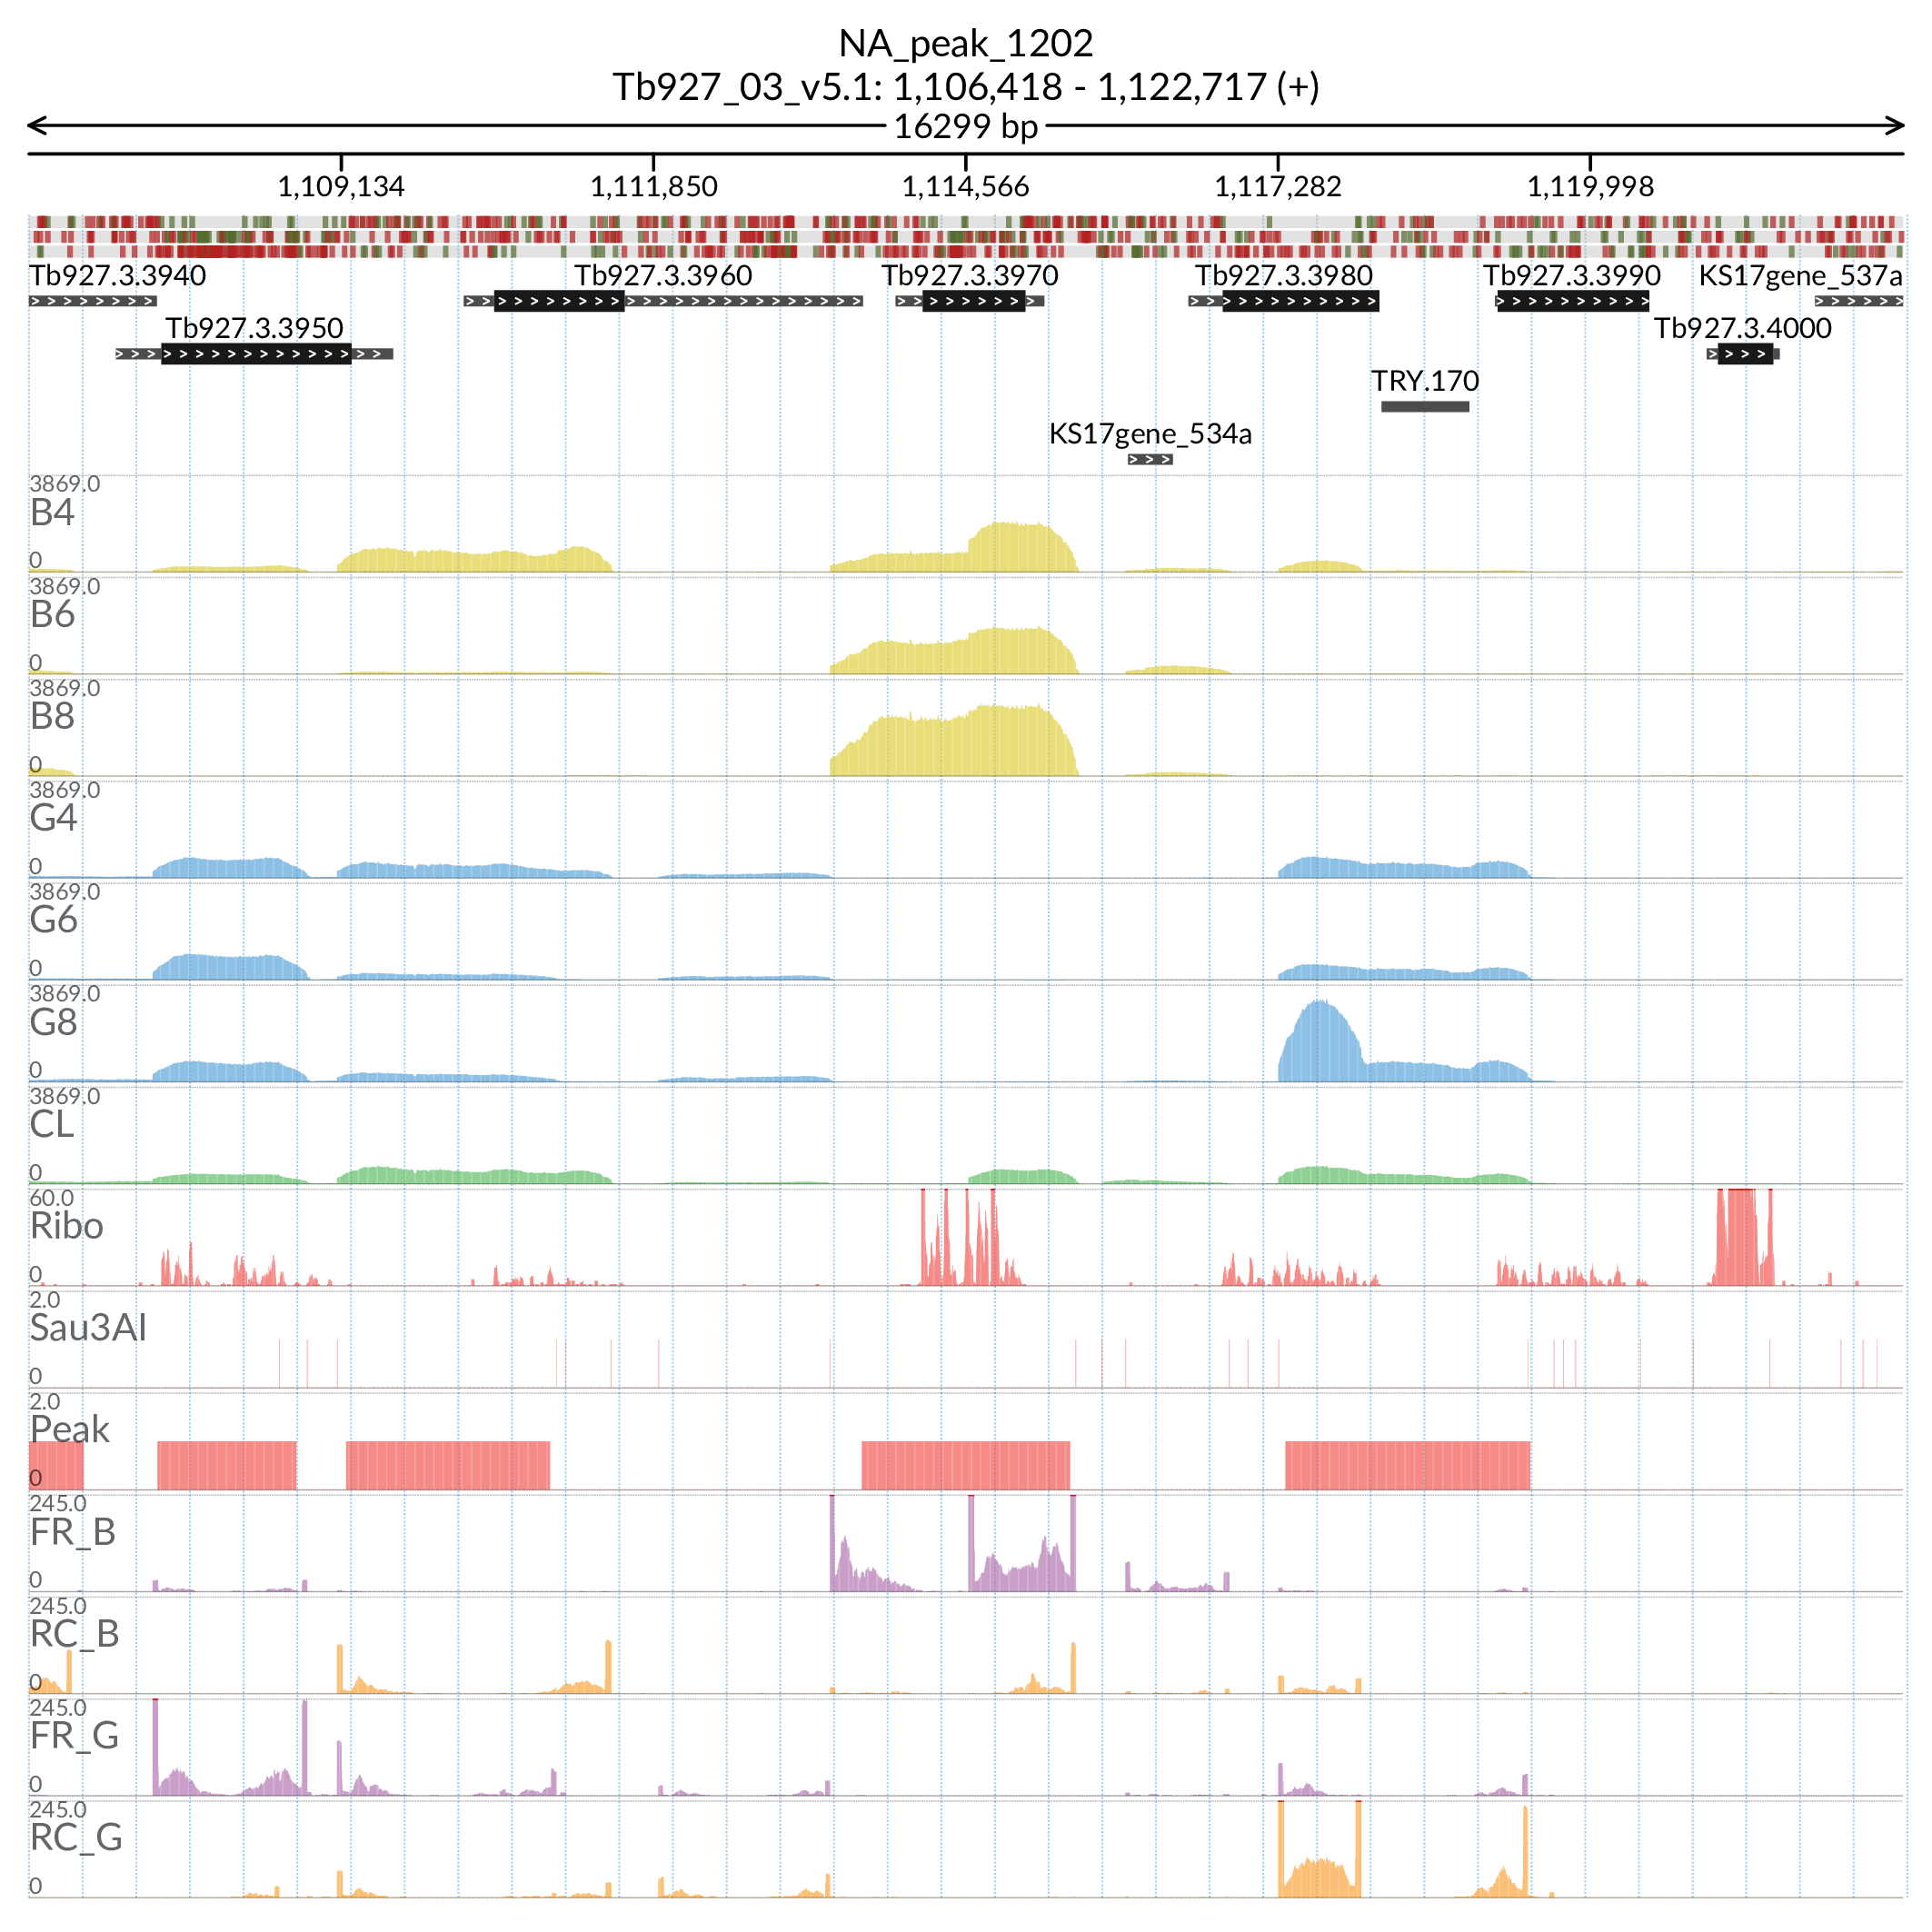 NA_peak_1202
Tb927_03_v5.1: 1,106,418 - 1,122,717 (+)
16299 bp
1,109,134 1,111,850 1,114,566 1,117,282 1,119,998
Tb927.3.3940 Tb927.3.3960 Tb927.3.3970 Tb927.3.3980 Tb927.3.3990 KS17gene_537a
Tb927.3.3950 Tb927.3.4000
TRY.170
KS17gene_534a
3869.0
B4
0
3869.0
B6
0
3869.0
B8
0
3869.0
G4
0
3869.0
G6
0
3869.0
G8
0
3869.0
CL
0
60.0
Ribo
0
2.0
Sau3AI
0
2.0
Peak
0
245.0
FR_B
0
245.0
RC_B
0
245.0
FR_G
0
245.0
RC_G
0